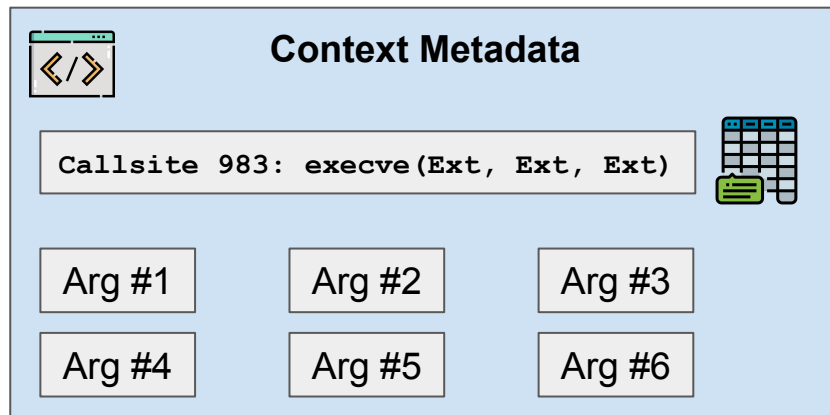 Context Metadata
Callsite 983: execve(Ext, Ext, Ext)
Arg #1 Arg #2 Arg #3
Arg #4 Arg #5 Arg #6